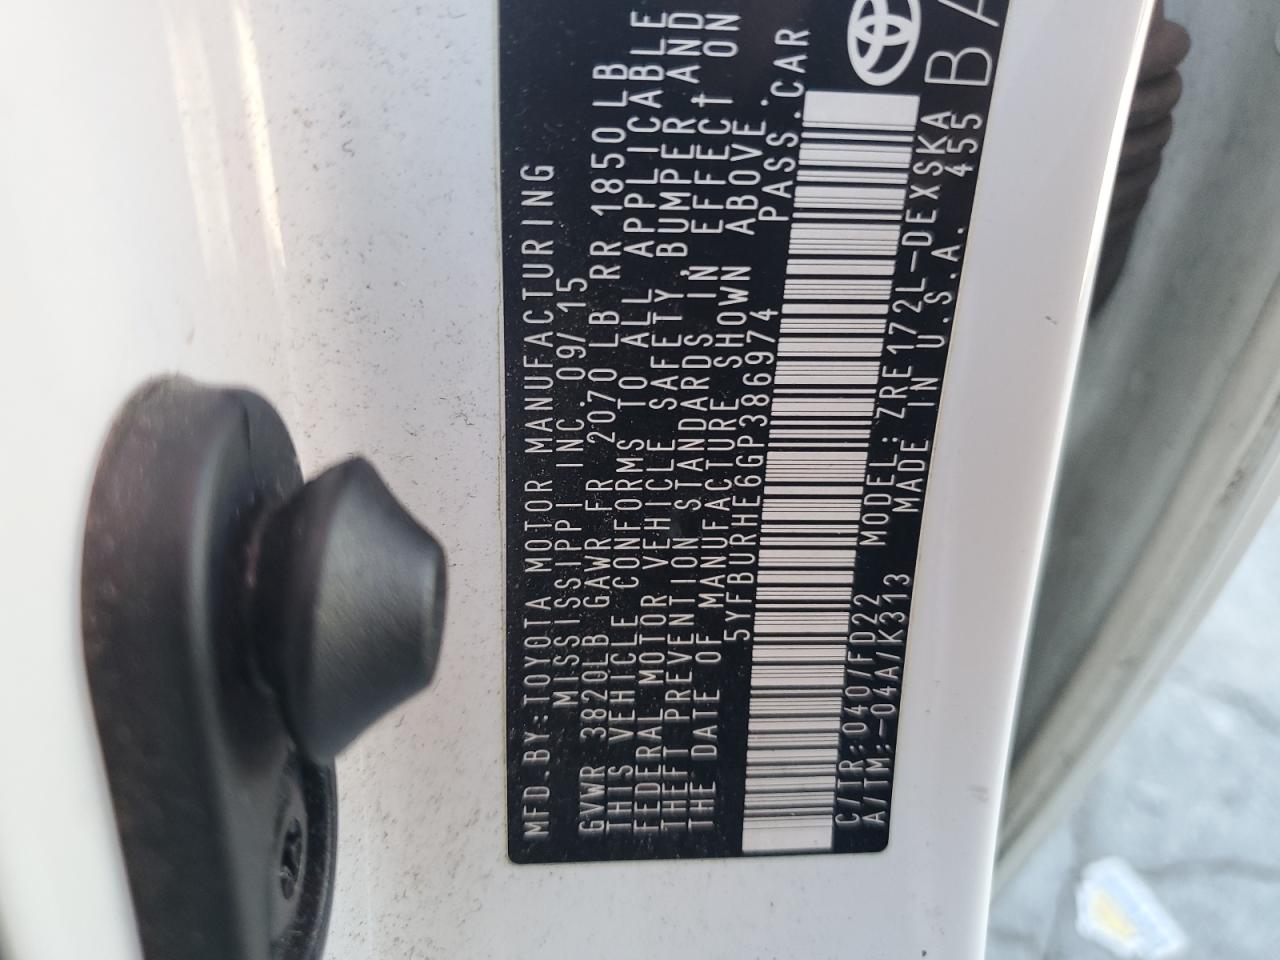 MFD.BY:TOYOTA MOTOR MANUFACTURING
MISSISSIPPI INC.09/15
GVWR 3820LB GAWR FR 2070LB RR 1850LB
THIS VEHICLE CONFORMS TO ALL APPLICABLE
FEDERAL MOTOR VEHICLE SAFETY, BUMPER AND
THEFT PREVENTION STANDARDS IN EFFECT ON
THE DATE OF MANUFACTURE SHOWN ABOVE.
5YFBURHE6GP386974 PASS.CAR
C/TR:040/FD22 MODEL:ZRE172L-DEXSKA
A/TM:-04A/K313 MADE IN U.S.A. 455
BA